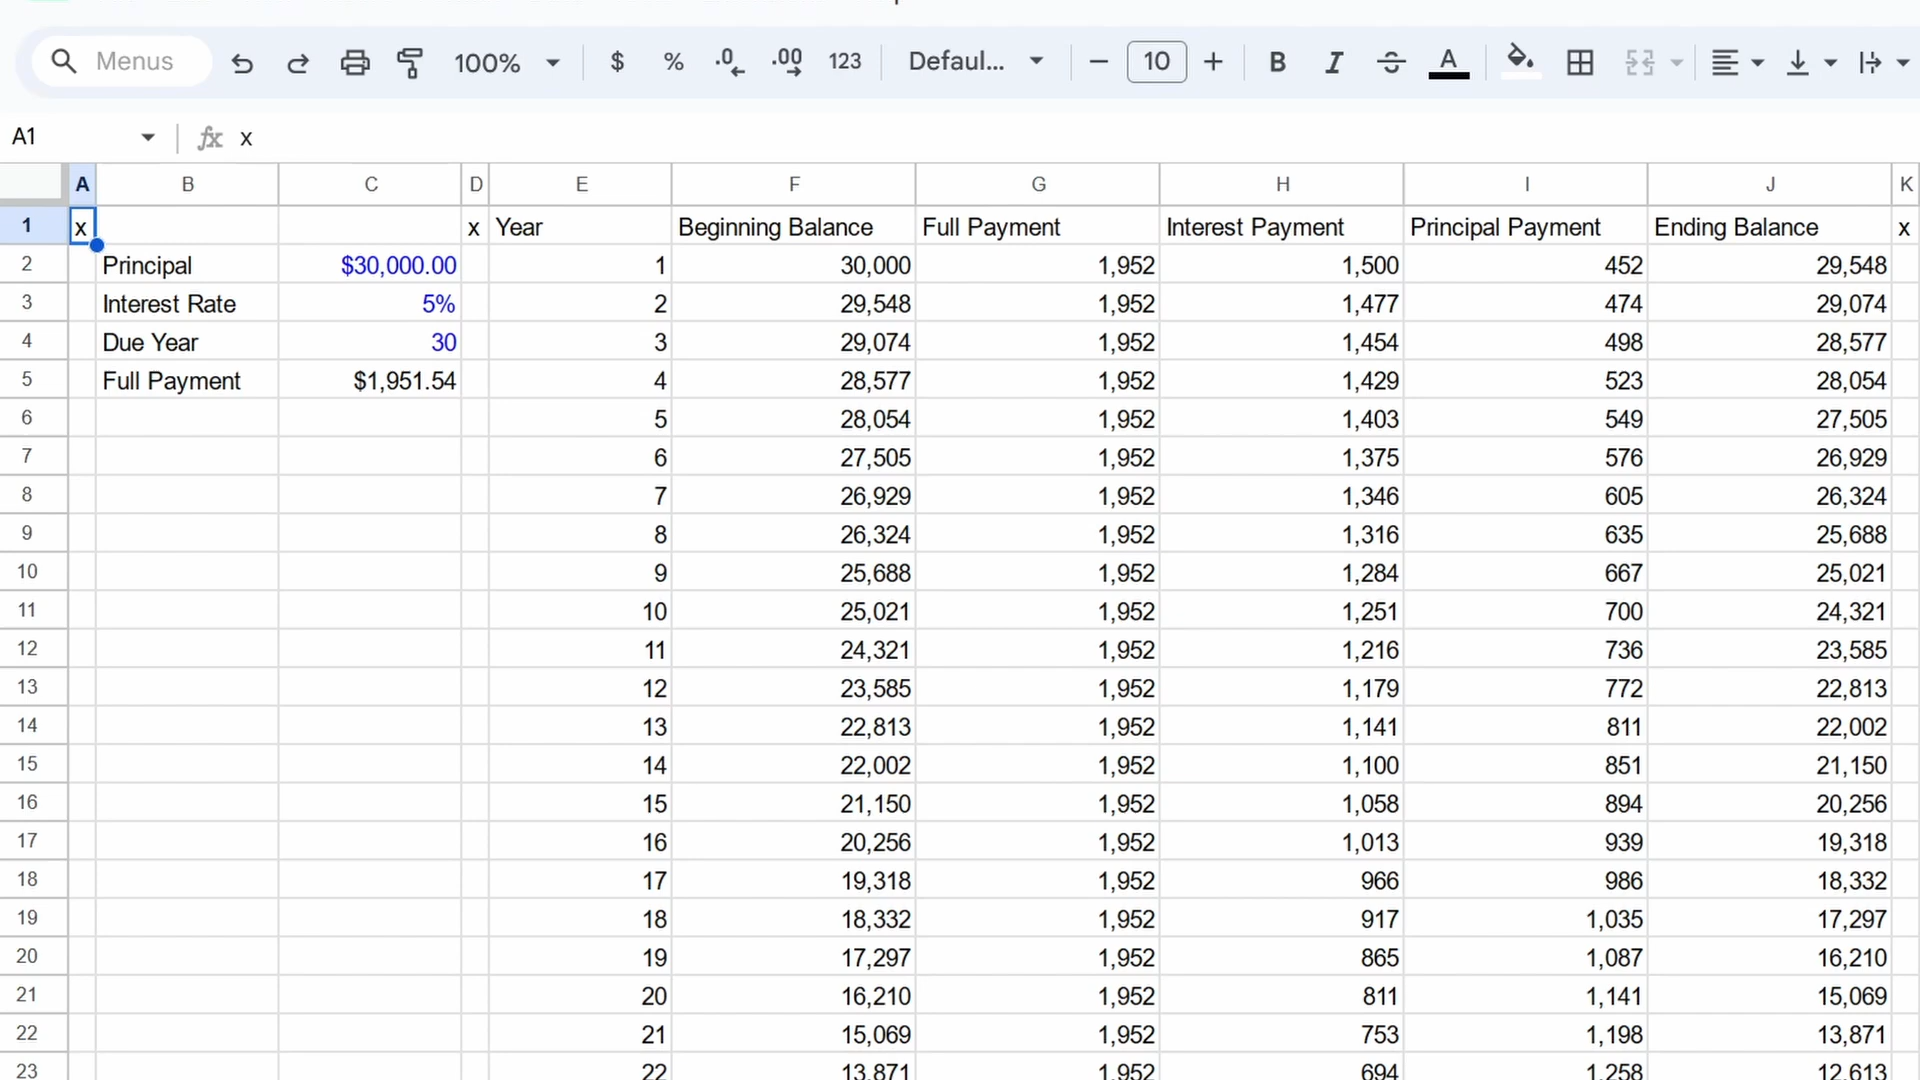 Menus 100% $ % .0 .00 123 Defaul... 10 B I S A
A1 fx x
A B C D E F G H I J K
1 x x Year Beginning Balance Full Payment Interest Payment Principal Payment Ending Balance x
2 Principal $30,000.00 1 30,000 1,952 1,500 452 29,548
3 Interest Rate 5% 2 29,548 1,952 1,477 474 29,074
4 Due Year 30 3 29,074 1,952 1,454 498 28,577
5 Full Payment $1,951.54 4 28,577 1,952 1,429 523 28,054
6 5 28,054 1,952 1,403 549 27,505
7 6 27,505 1,952 1,375 576 26,929
8 7 26,929 1,952 1,346 605 26,324
9 8 26,324 1,952 1,316 635 25,688
10 9 25,688 1,952 1,284 667 25,021
11 10 25,021 1,952 1,251 700 24,321
12 11 24,321 1,952 1,216 736 23,585
13 12 23,585 1,952 1,179 772 22,813
14 13 22,813 1,952 1,141 811 22,002
15 14 22,002 1,952 1,100 851 21,150
16 15 21,150 1,952 1,058 894 20,256
17 16 20,256 1,952 1,013 939 19,318
18 17 19,318 1,952 966 986 18,332
19 18 18,332 1,952 917 1,035 17,297
20 19 17,297 1,952 865 1,087 16,210
21 20 16,210 1,952 811 1,141 15,069
22 21 15,069 1,952 753 1,198 13,871
23 22 13,871 1,952 694 1,258 12,613